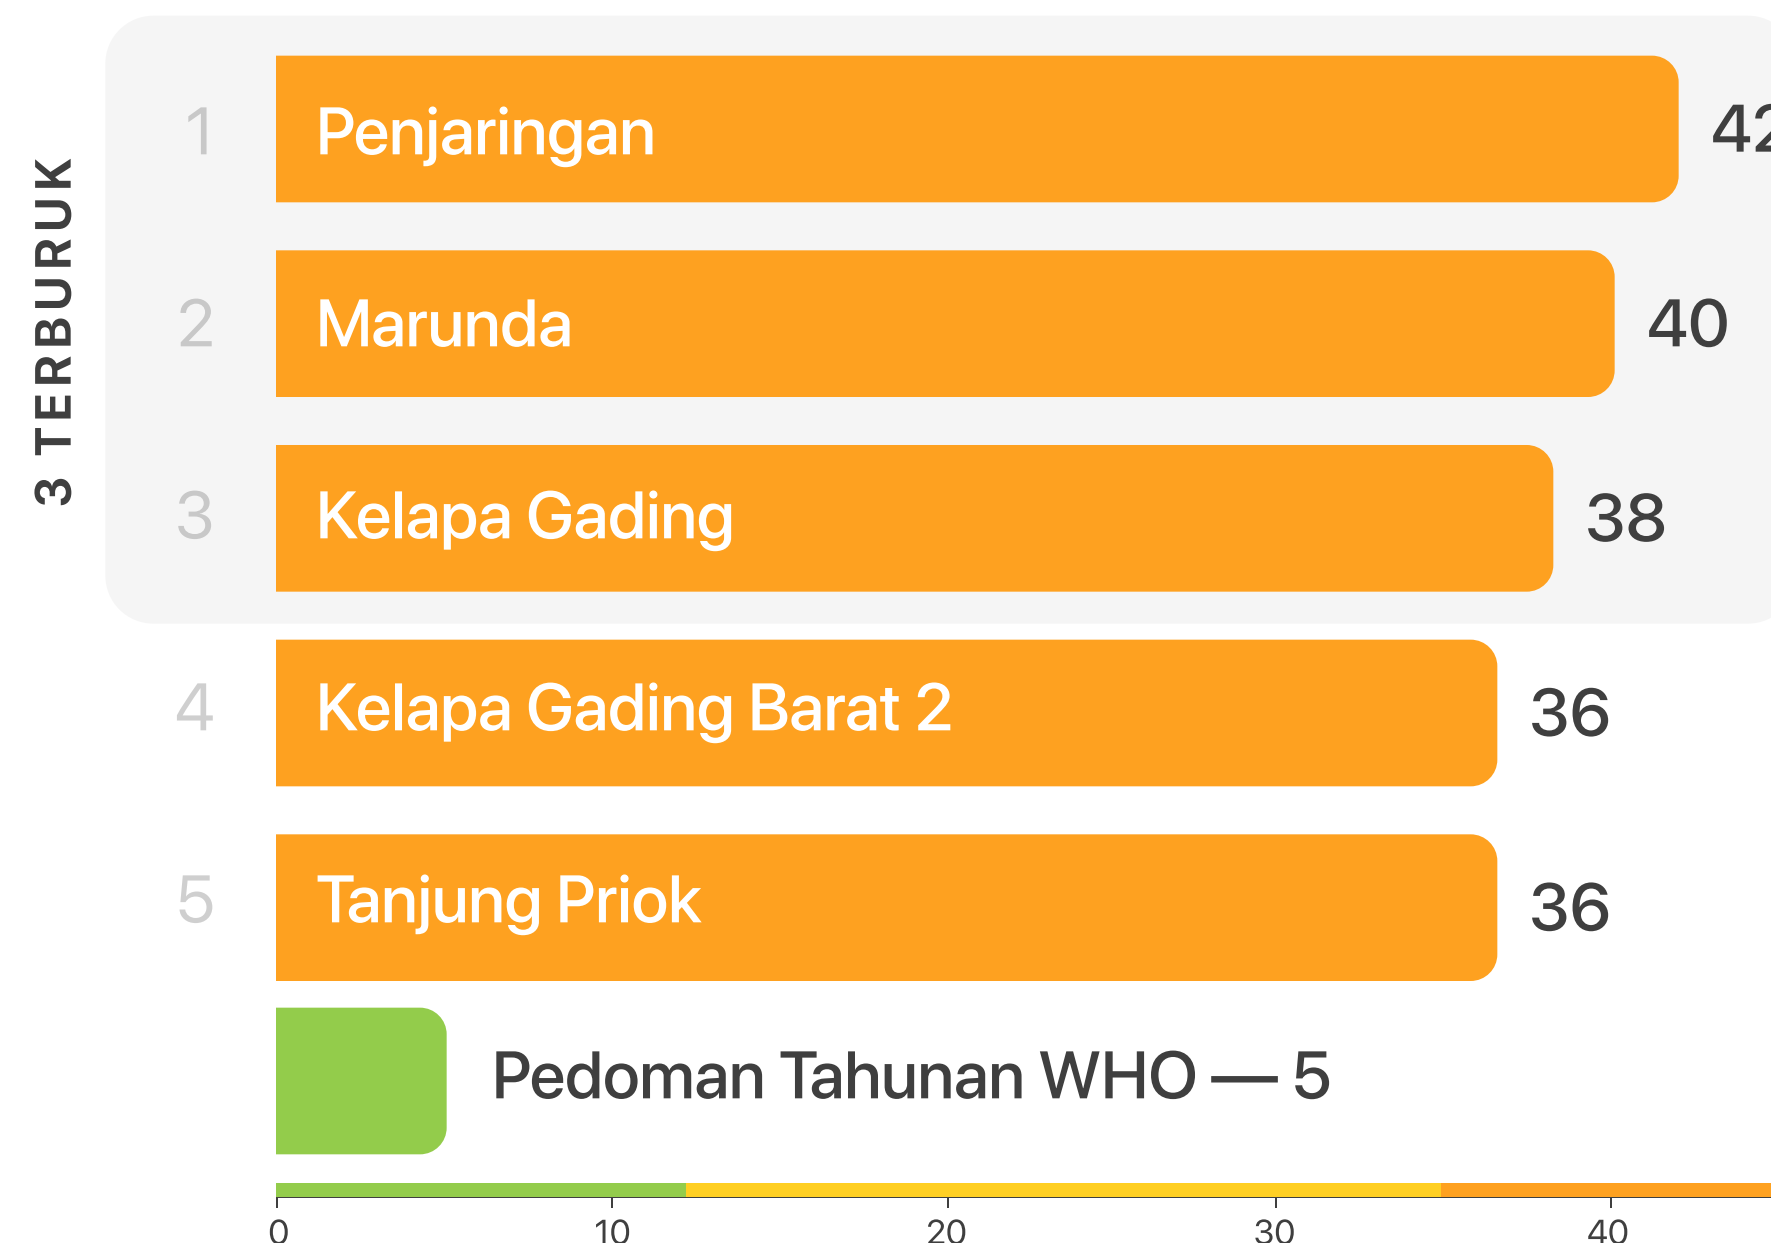 3 TERBURUK
1 Penjaringan 42
2 Marunda 40
3 Kelapa Gading 38
4 Kelapa Gading Barat 2 36
5 Tanjung Priok 36
Pedoman Tahunan WHO — 5
0 10 20 30 40